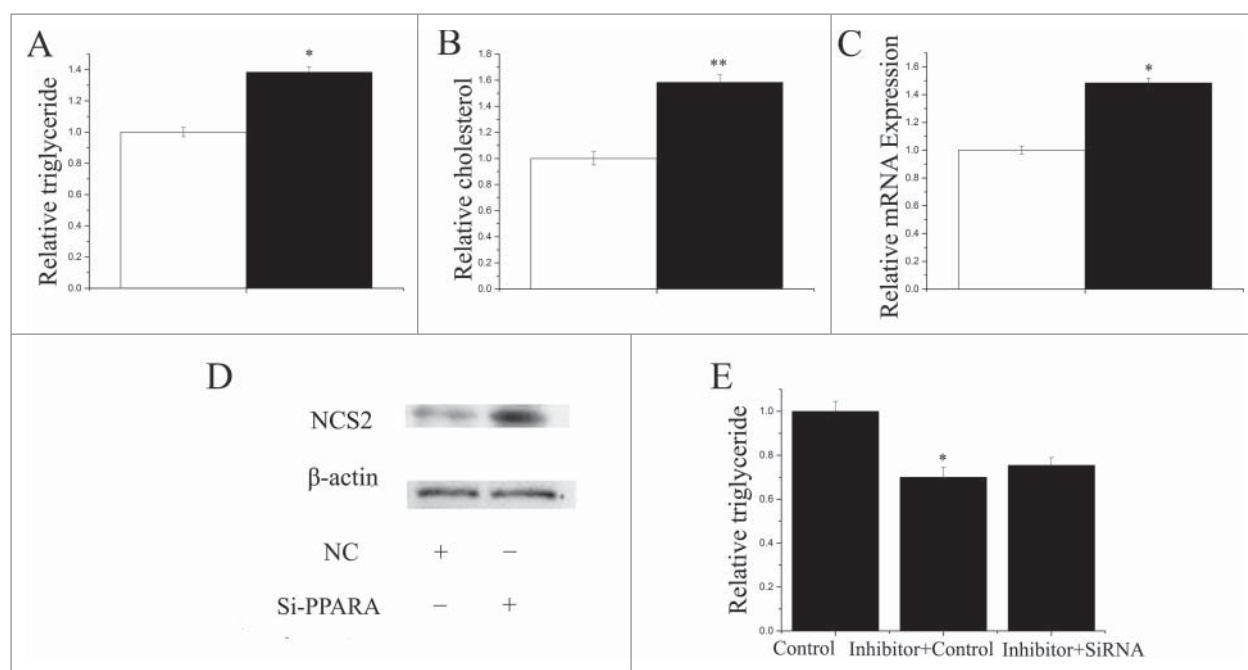 A
Relative triglyceride
1.4
1.2
1.0
0.8
0.6
0.4
0.2
0.0
*
B
Relative cholesterol
1.8
1.6
1.4
1.2
1.0
0.8
0.6
0.4
0.2
0.0
**
C
Relative mRNA Expression
1.6
1.4
1.2
1.0
0.8
0.6
0.4
0.2
0.0
*
D
NCS2
β-actin
NC + −
Si-PPARA − +
E
Relative triglyceride
1.0
0.8
0.6
0.4
0.2
0.0
*
Control Inhibitor+Control Inhibitor+SiRNA